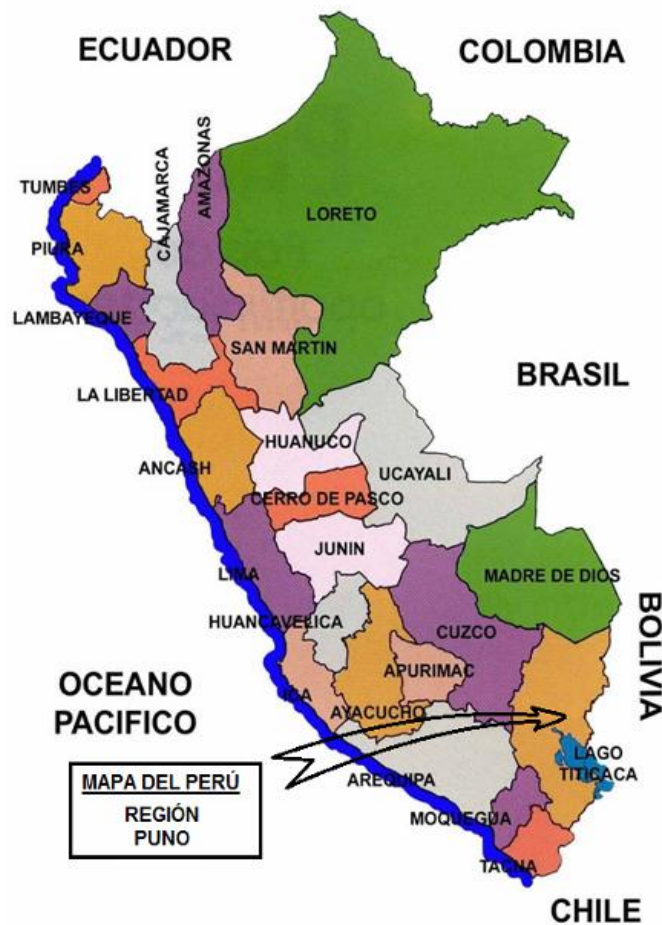 ECUADOR
COLOMBIA
TUMBES
CAJAMARCA
AMAZONAS
LORETO
PIURA
LAMBAYEQUE
SAN MARTIN
BRASIL
LA LIBERTAD
HUANUCO
ANCASH
UCAYALI
CERRO DE PASCO
JUNIN
LIMA
MADRE DE DIOS
HUANCAVELICA
CUZCO
BOLIVIA
APURIMAC
OCEANO
PACIFICO
ICA
AYACUCHO
LAGO
TITICACA
MAPA DEL PERÚ
REGIÓN
PUNO
AREQUIPA
MOQUEGUA
TACNA
CHILE